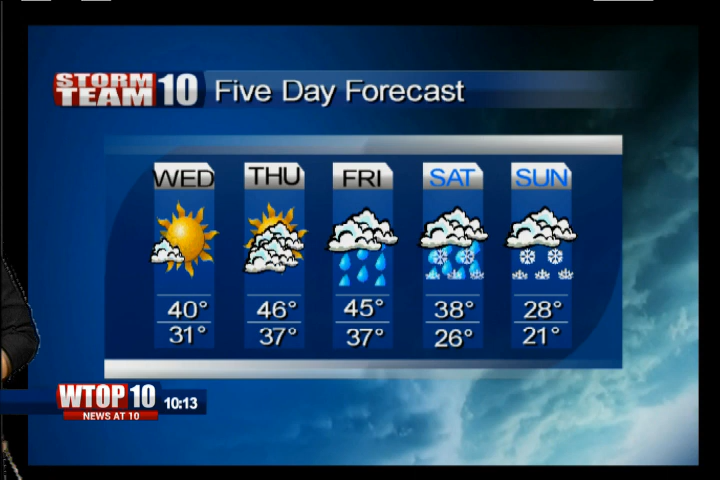 STORM TEAM 10 Five Day Forecast
WED THU FRI SAT SUN
40° 46° 45° 38° 28°
31° 37° 37° 26° 21°
WTOP 10 10:13
NEWS AT 10